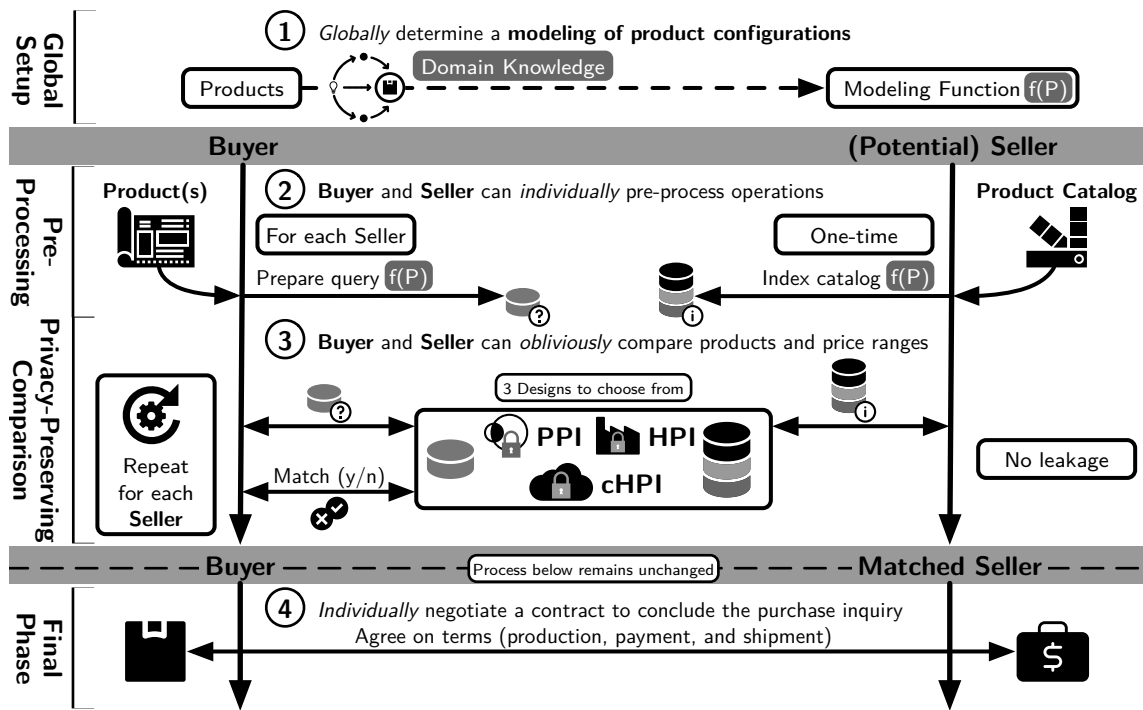 Global
Setup
1 Globally determine a modeling of product configurations
Products
Domain Knowledge
Modeling Function f(P)
Buyer
(Potential) Seller
Pre-
Processing
Product(s)
2 Buyer and Seller can individually pre-process operations
Product Catalog
For each Seller
One-time
Prepare query f(P)
?
i
Index catalog f(P)
Privacy-Preserving
Comparison
3 Buyer and Seller can obliviously compare products and price ranges
Repeat
for each
Seller
?
3 Designs to choose from
i
PPI
HPI
cHPI
Match (y/n)
No leakage
Buyer
Process below remains unchanged
Matched Seller
Final
Phase
4 Individually negotiate a contract to conclude the purchase inquiry
Agree on terms (production, payment, and shipment)
$